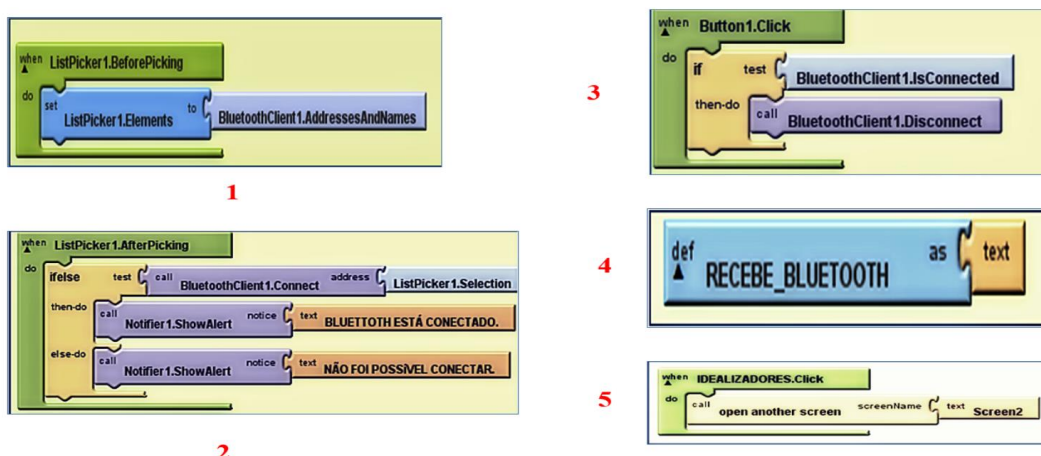 when ListPicker1.BeforePicking
do set ListPicker1.Elements to BluetoothClient1.AddressesAndNames
1
when ListPicker1.AfterPicking
do ifelse test call BluetoothClient1.Connect address ListPicker1.Selection
then-do call Notifier1.ShowAlert notice text BLUETTOTH ESTÁ CONECTADO.
else-do call Notifier1.ShowAlert notice text NÃO FOI POSSÍVEL CONECTAR.
2
when Button1.Click
do if test BluetoothClient1.IsConnected
then-do call BluetoothClient1.Disconnect
3
def RECEBE_BLUETOOTH as text
4
when IDEALIZADORES.Click
do call open another screen screenName text Screen2
5